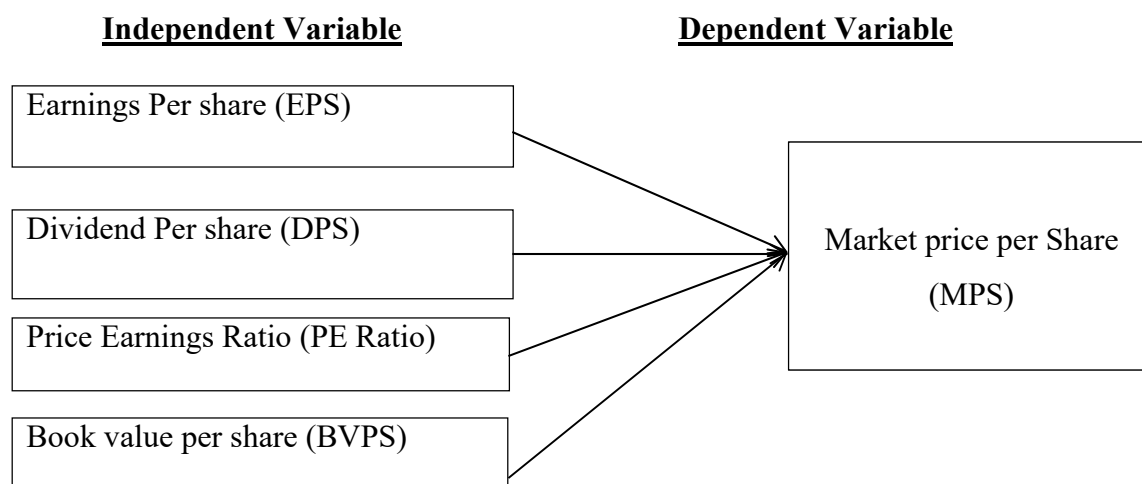 Independent Variable
Dependent Variable
Earnings Per share (EPS)
Dividend Per share (DPS)
Price Earnings Ratio (PE Ratio)
Book value per share (BVPS)
Market price per Share
(MPS)